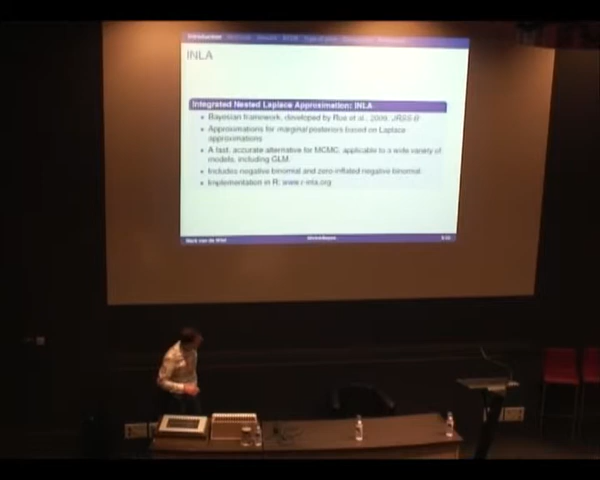 Introduction
INLA
Integrated Nested Laplace Approximation: INLA
Bayesian framework, developed by Rue et al., 2009, JRSS-B
Approximations for marginal posteriors based on Laplace
approximations
A fast, accurate alternative for MCMC, applicable to a wide variety of
models, including GLM
Includes negative binomial and zero-inflated negative binomial
Implementation in R: www.r-inla.org
Mark van de Wiel